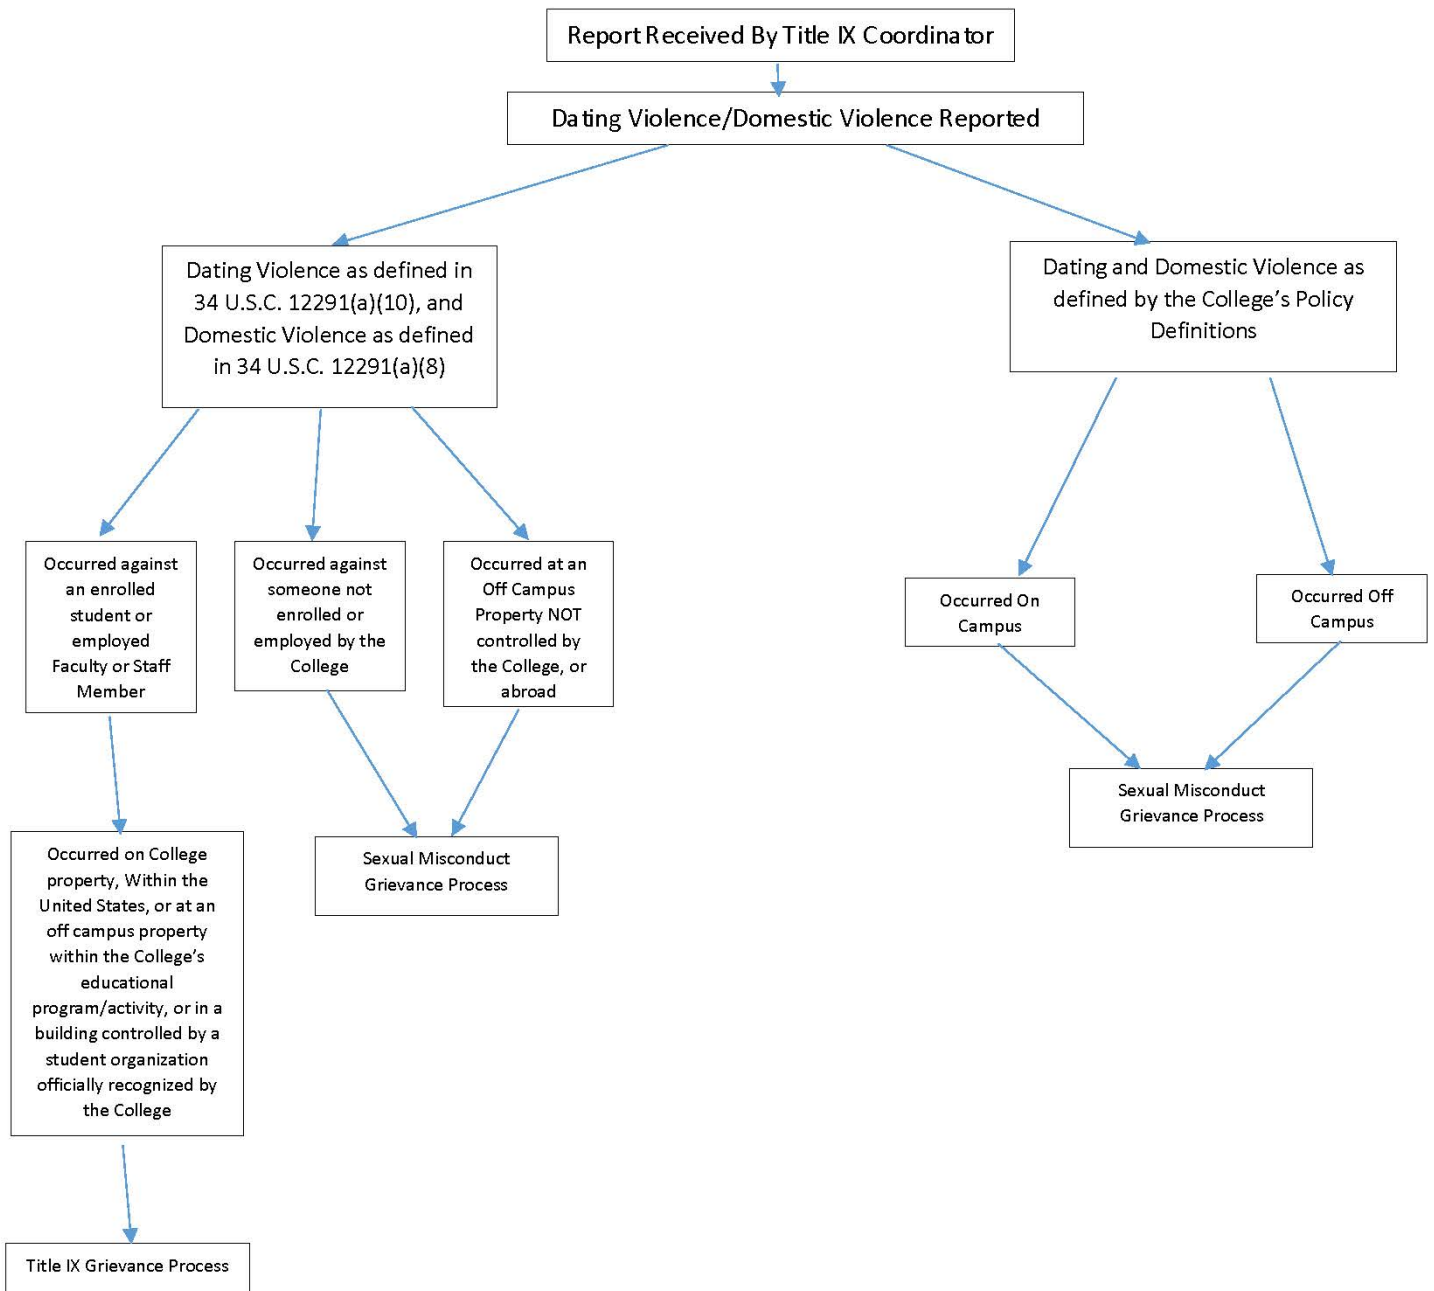 Report Received By Title IX Coordinator
Dating Violence/Domestic Violence Reported
Dating Violence as defined in
34 U.S.C. 12291(a)(10), and
Domestic Violence as defined
in 34 U.S.C. 12291(a)(8)
Dating and Domestic Violence as
defined by the College’s Policy
Definitions
Occurred against
an enrolled
student or
employed
Faculty or Staff
Member
Occurred against
someone not
enrolled or
employed by the
College
Occurred at an
Off Campus
Property NOT
controlled by
the College, or
abroad
Occurred On
Campus
Occurred Off
Campus
Occurred on College
property, Within the
United States, or at an
off campus property
within the College’s
educational
program/activity, or in a
building controlled by a
student organization
officially recognized by
the College
Sexual Misconduct
Grievance Process
Sexual Misconduct
Grievance Process
Title IX Grievance Process